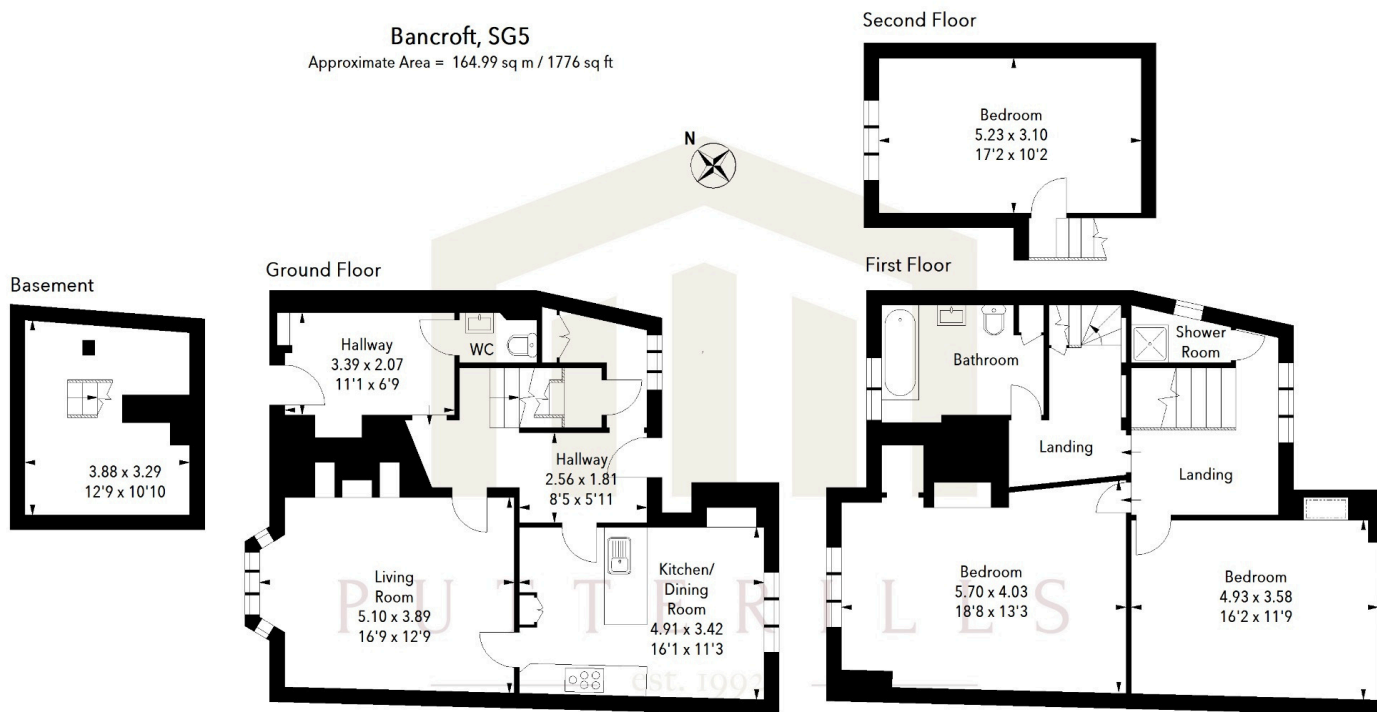 Bancroft, SG5
Approximate Area = 164.99 sq m / 1776 sq ft
Second Floor
Bedroom
5.23 x 3.10
17'2 x 10'2
N
Basement
3.88 x 3.29
12'9 x 10'10
Ground Floor
Hallway
3.39 x 2.07
11'1 x 6'9
WC
Hallway
2.56 x 1.81
8'5 x 5'11
Living
Room
5.10 x 3.89
16'9 x 12'9
Kitchen/
Dining
Room
4.91 x 3.42
16'1 x 11'3
First Floor
Bathroom
Shower
Room
Landing
Landing
Bedroom
5.70 x 4.03
18'8 x 13'3
Bedroom
4.93 x 3.58
16'2 x 11'9
PUTTERILLS
est. 1992